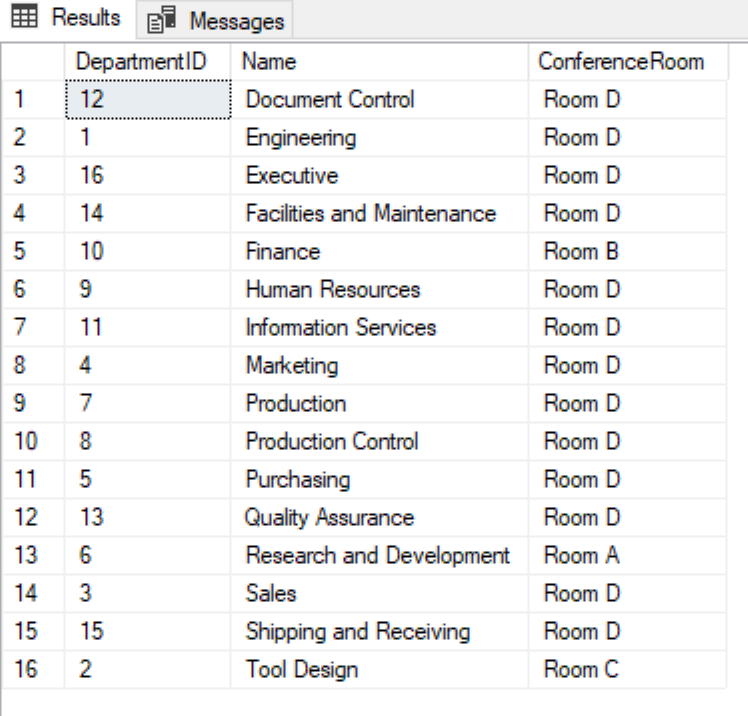 Results Messages
DepartmentID Name ConferenceRoom
1 12 Document Control Room D
2 1 Engineering Room D
3 16 Executive Room D
4 14 Facilities and Maintenance Room D
5 10 Finance Room B
6 9 Human Resources Room D
7 11 Information Services Room D
8 4 Marketing Room D
9 7 Production Room D
10 8 Production Control Room D
11 5 Purchasing Room D
12 13 Quality Assurance Room D
13 6 Research and Development Room A
14 3 Sales Room D
15 15 Shipping and Receiving Room D
16 2 Tool Design Room C